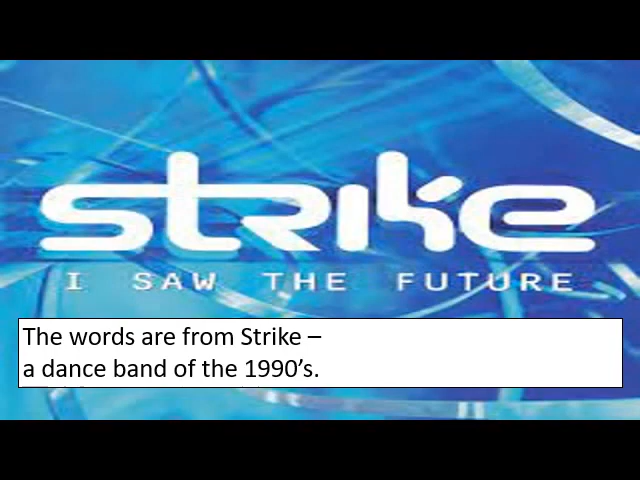 strike
I SAW THE FUTURE
The words are from Strike –
a dance band of the 1990’s.